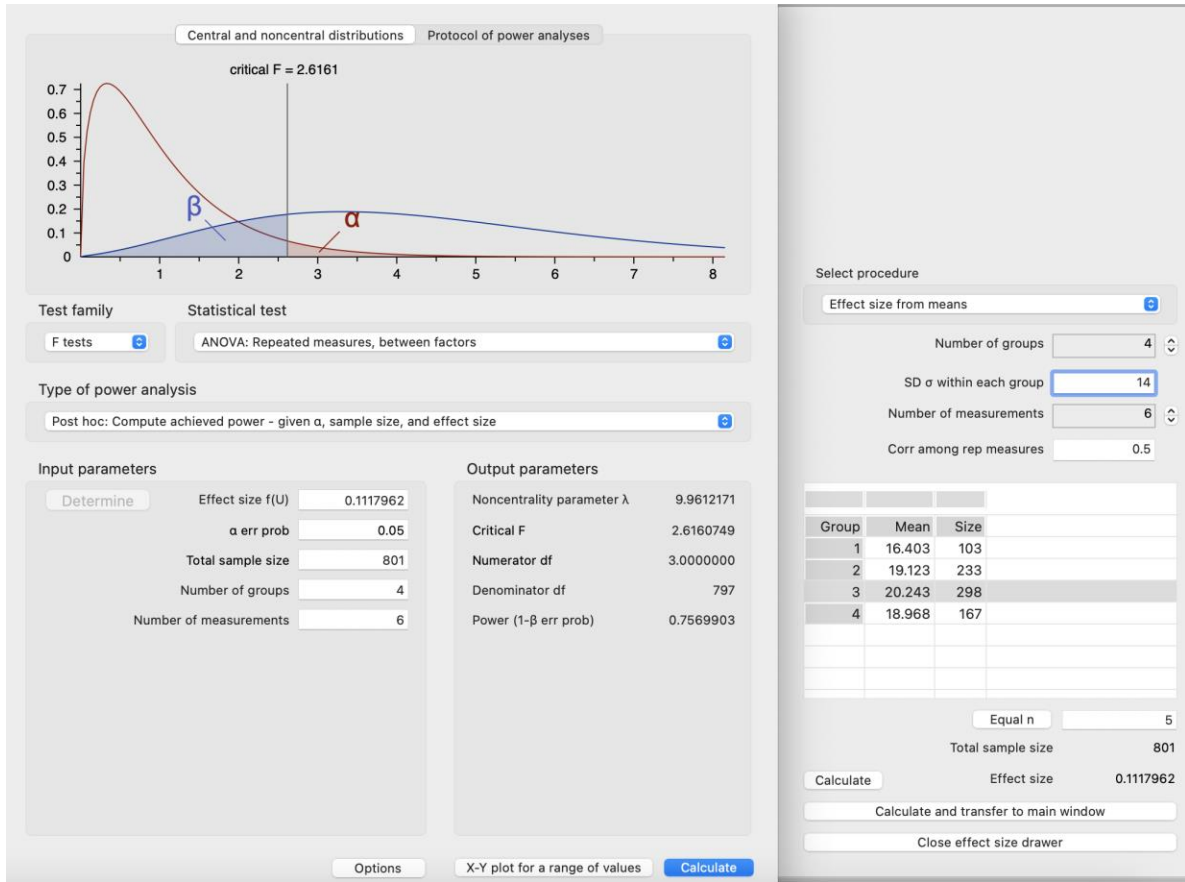 Central and noncentral distributions
Protocol of power analyses
critical F = 2.6161
0.7
0.6
0.5
0.4
0.3
0.2
0.1
0
β
α
1 2 3 4 5 6 7 8
Test family
Statistical test
F tests
ANOVA: Repeated measures, between factors
Type of power analysis
Post hoc: Compute achieved power – given α, sample size, and effect size
Input parameters
Determine
Effect size f(U) 0.1117962
α err prob 0.05
Total sample size 801
Number of groups 4
Number of measurements 6
Output parameters
Noncentrality parameter λ 9.9612171
Critical F 2.6160749
Numerator df 3.0000000
Denominator df 797
Power (1-β err prob) 0.7569903
Options
X-Y plot for a range of values
Calculate
Select procedure
Effect size from means
Number of groups 4
SD σ within each group 14
Number of measurements 6
Corr among rep measures 0.5
Group Mean Size
1 16.403 103
2 19.123 233
3 20.243 298
4 18.968 167
Equal n 5
Total sample size 801
Calculate Effect size 0.1117962
Calculate and transfer to main window
Close effect size drawer